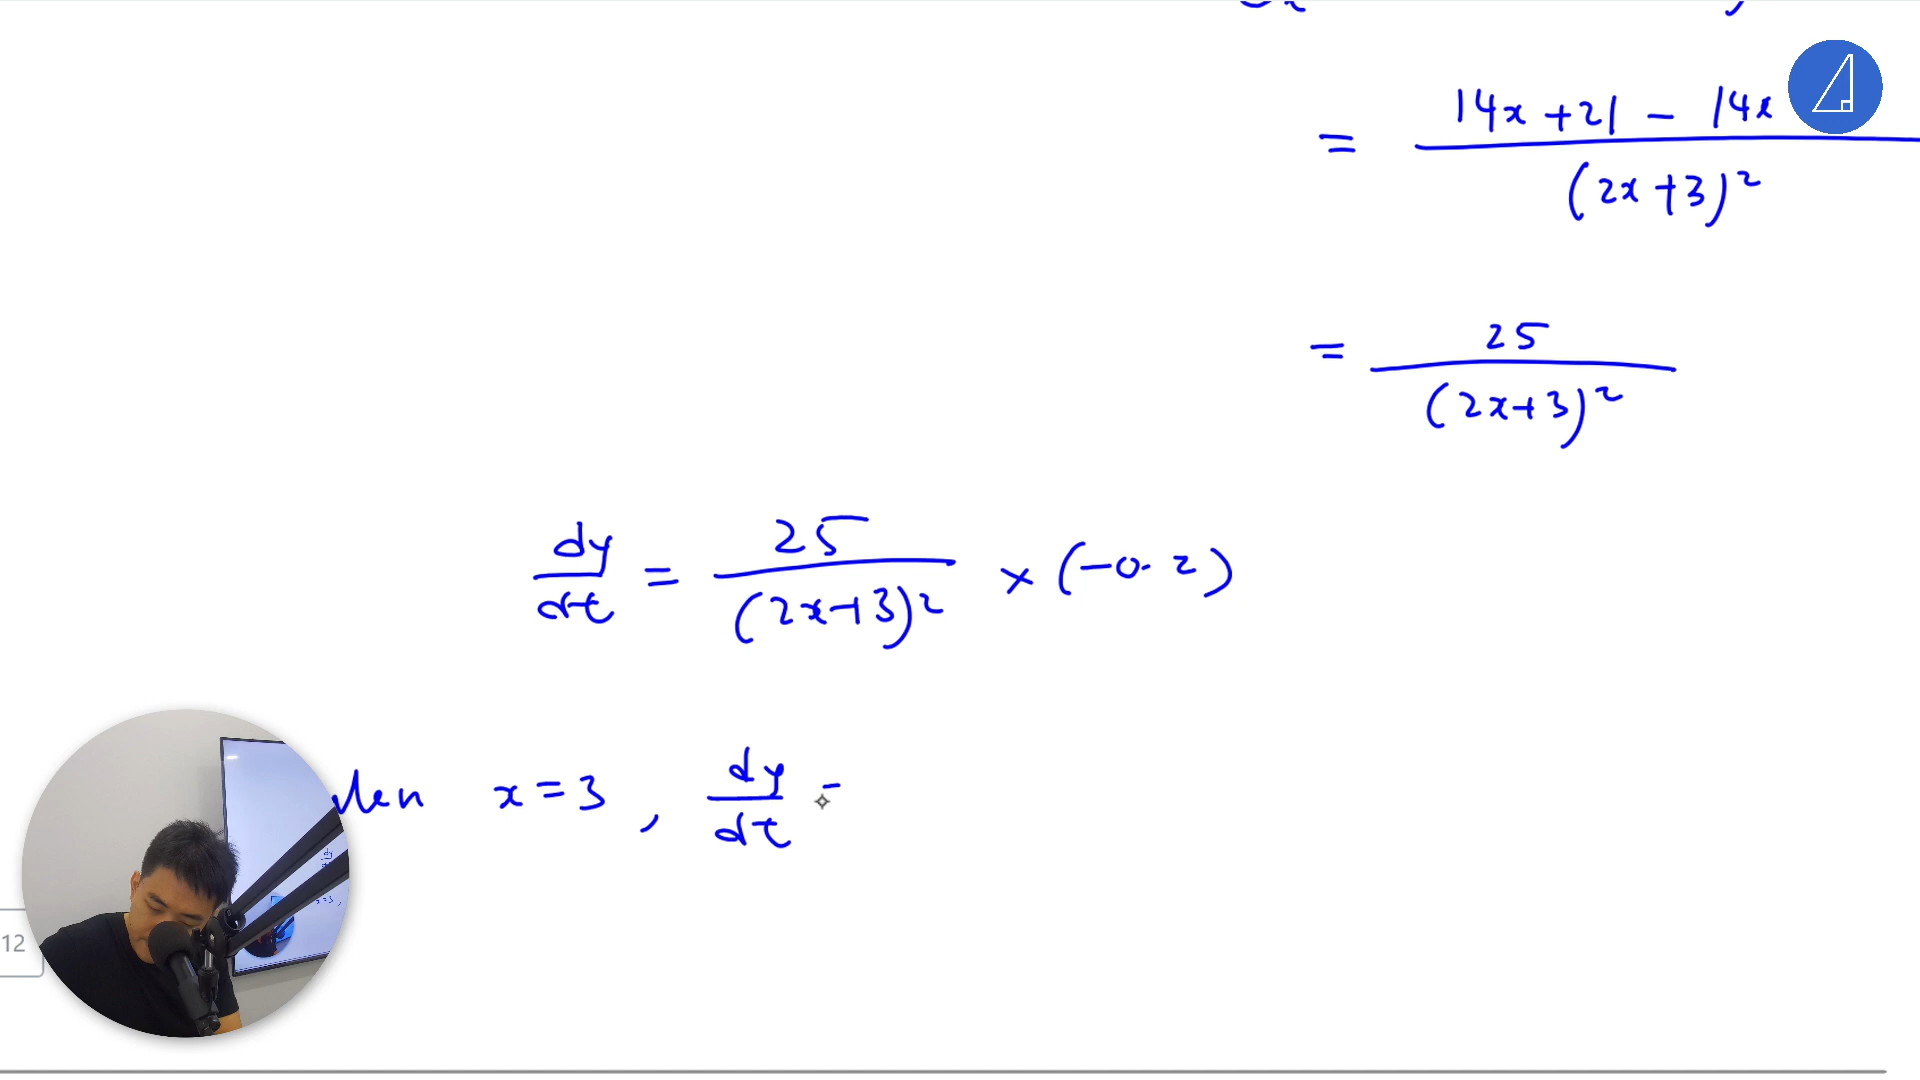 = 14x + 21 - 14x / (2x+3)²
= 25 / (2x+3)²
dy/dt = 25 / (2x+3)² × (-0.2)
x = 3 , dy/dt =
12